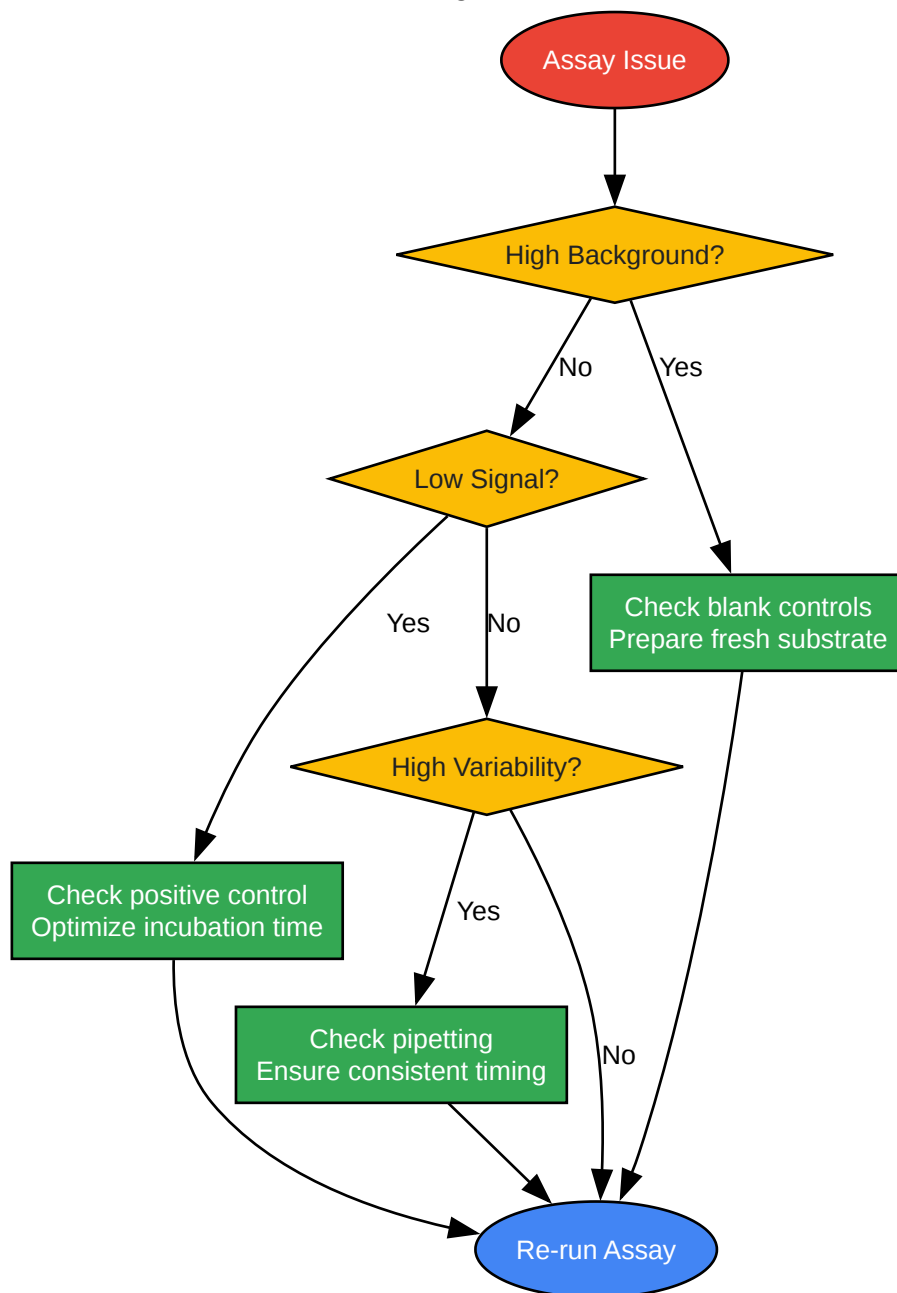 Assay Issue
High Background?
No
Yes
Low Signal?
Yes
No
Check blank controls
Prepare fresh substrate
High Variability?
Check positive control
Optimize incubation time
Yes
Check pipetting
Ensure consistent timing
No
Re-run Assay